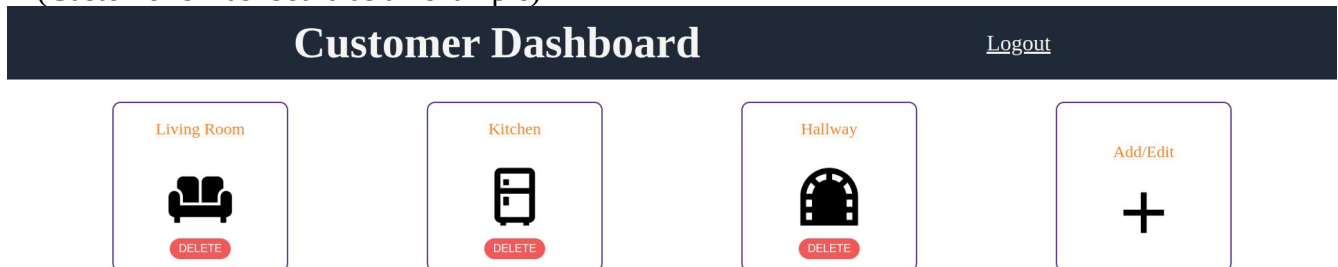 Customer Dashboard Logout
Living Room Kitchen Hallway
Add/Edit
DELETE DELETE DELETE